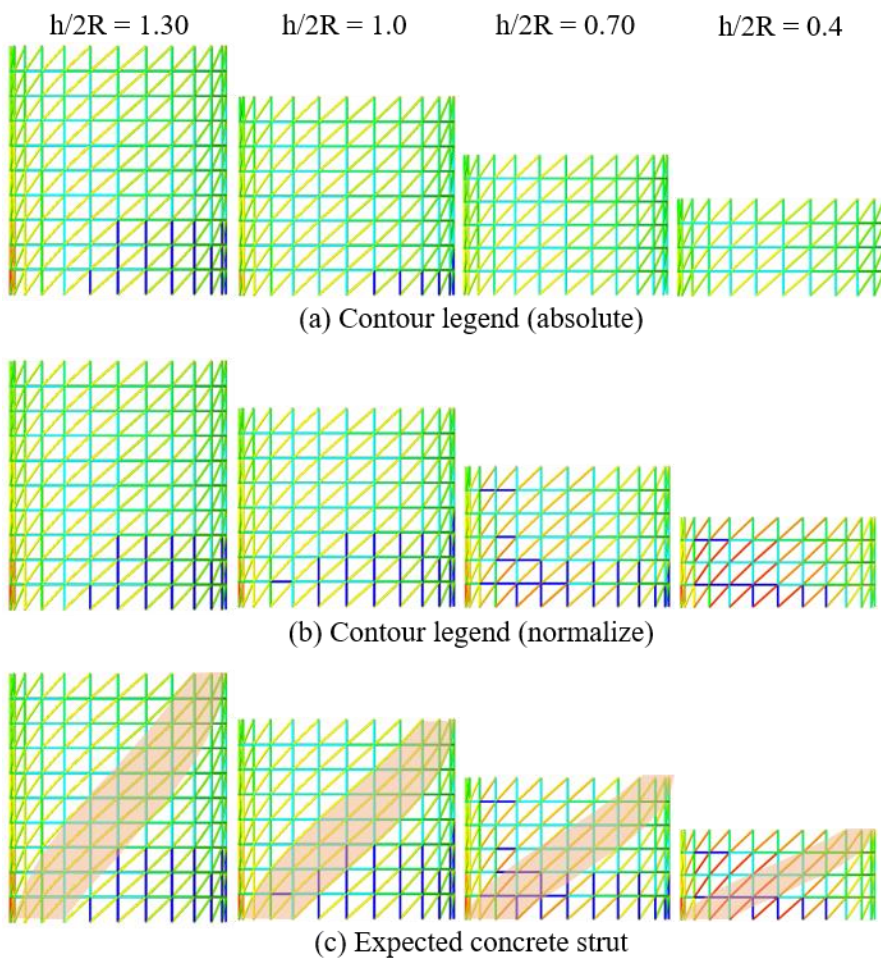 h/2R = 1.30 h/2R = 1.0 h/2R = 0.70 h/2R = 0.4
(a) Contour legend (absolute)
(b) Contour legend (normalize)
(c) Expected concrete strut